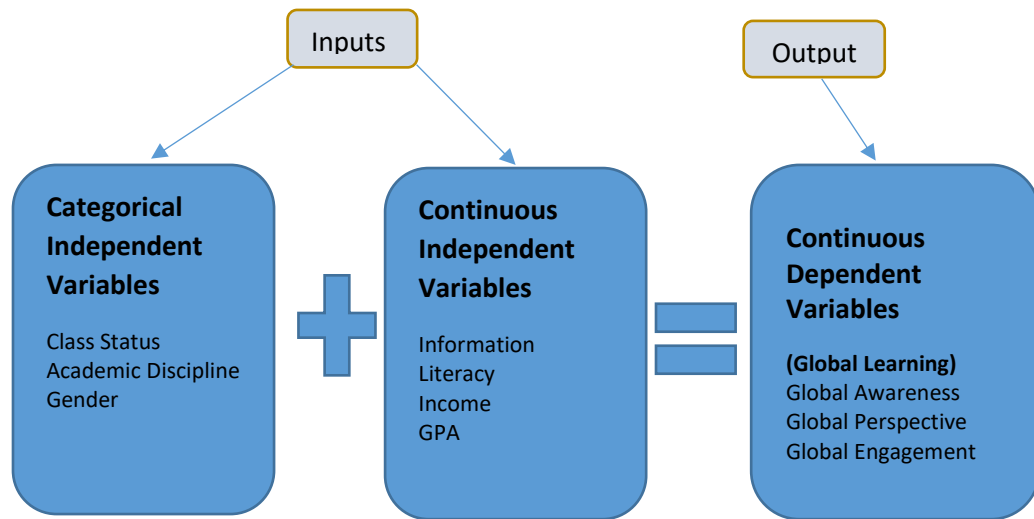 Inputs
Output
Categorical
Independent
Variables
Class Status
Academic Discipline
Gender
Continuous
Independent
Variables
Information
Literacy
Income
GPA
Continuous
Dependent
Variables
(Global Learning)
Global Awareness
Global Perspective
Global Engagement